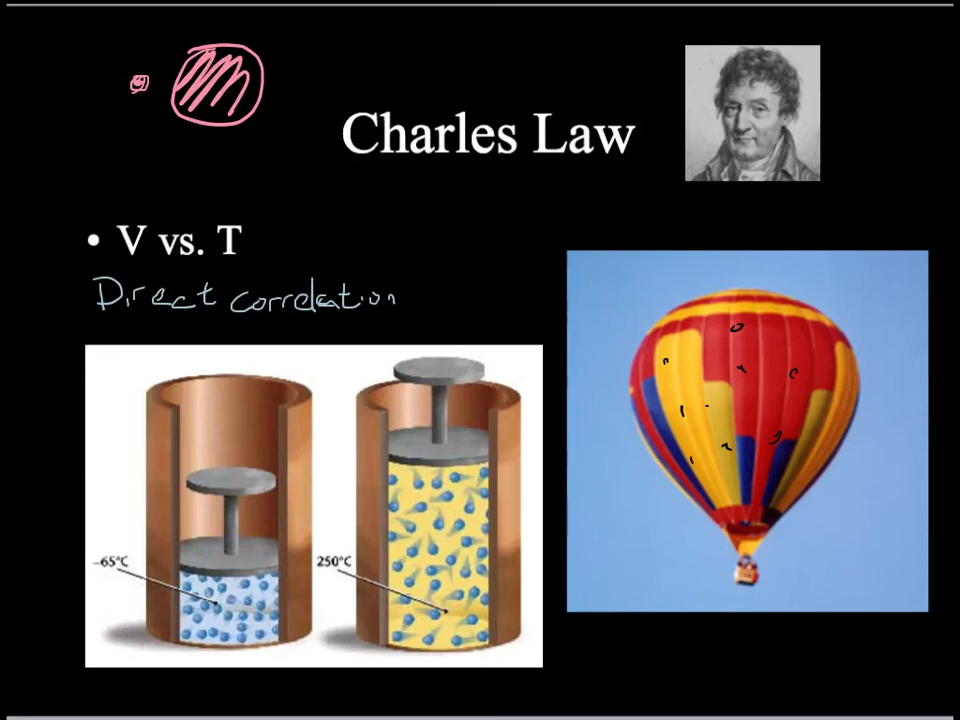 Charles Law
• V vs. T
Direct correlation
-65°C
250°C